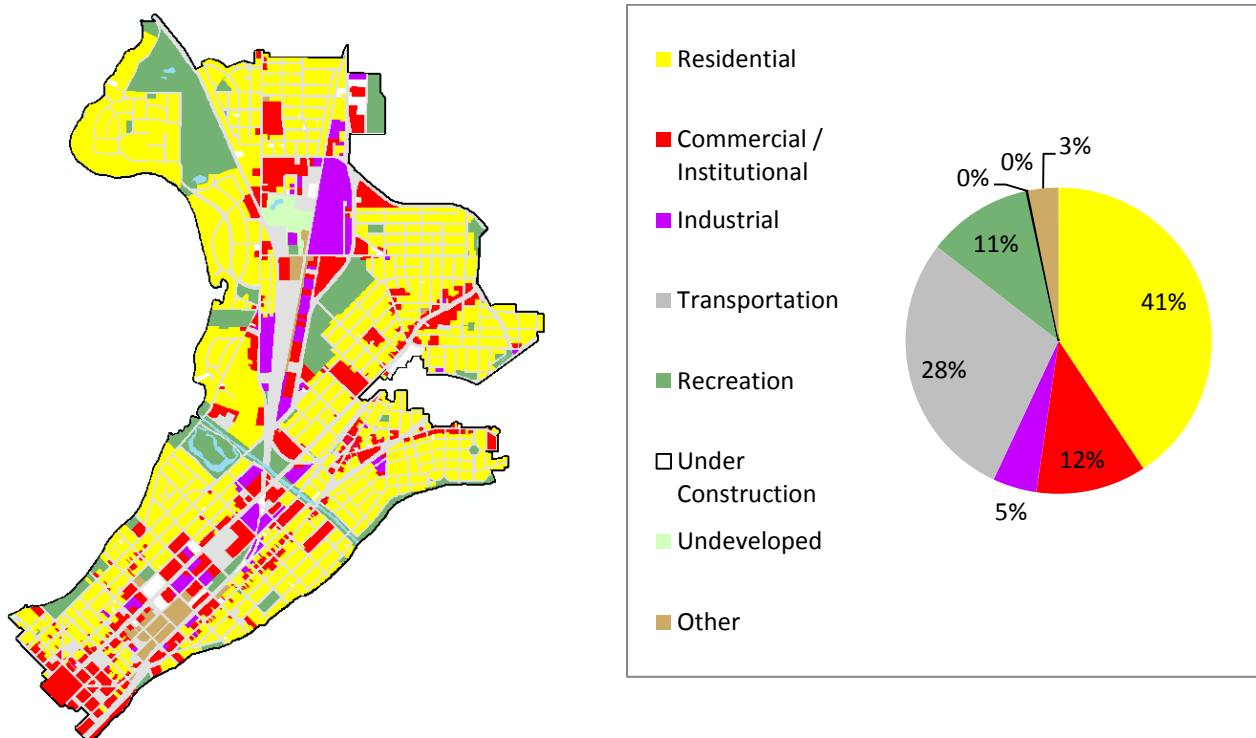 Residential
Commercial /
Institutional
Industrial
Transportation
Recreation
Under
Construction
Undeveloped
Other
0%
0%
3%
11%
41%
28%
12%
5%